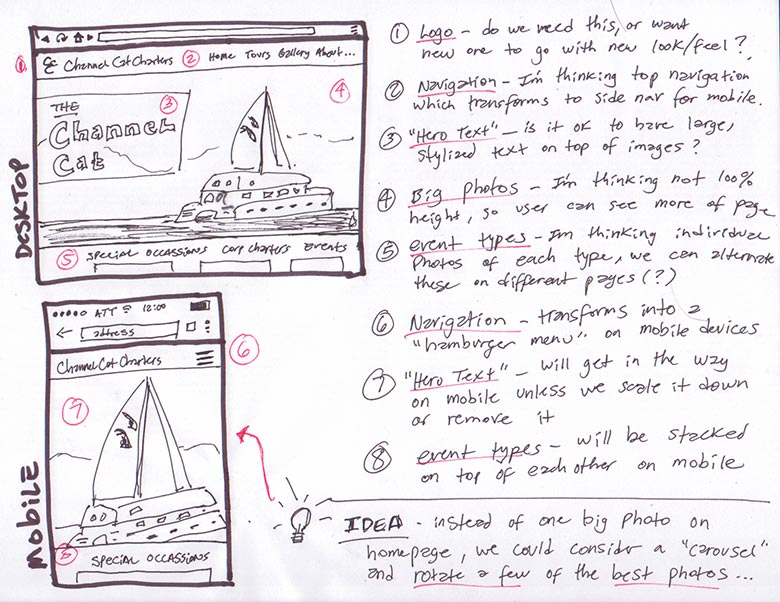 DESKTOP
1
Channel Cat Charters
2
Home Tours Gallery About...
THE
Channel
Cat
3
4
5
SPECIAL OCCASSIONS
Corp Charters
Events
MOBILE
ATT 12:00
address
Channel Cat Charters
6
7
8
SPECIAL OCCASSIONS
1 Logo - do we need this, or want
new one to go with new look/feel?
2 Navigation - I'm thinking top navigation
which transforms to side nav for mobile.
3 "Hero Text" - is it ok to have large,
stylized text on top of images?
4 Big photos - I'm thinking not 100%
height, so user can see more of page
5 event types - I'm thinking individual
photos of each type, we can alternate
these on different pages (?)
6 Navigation - transforms into a
"hamburger menu" on mobile devices
7 "Hero Text" - will get in the way
on mobile unless we scale it down
or remove it
8 event types - will be stacked
on top of each other on mobile
IDEA - instead of one big photo on
homepage, we could consider a "carousel"
and rotate a few of the best photos...